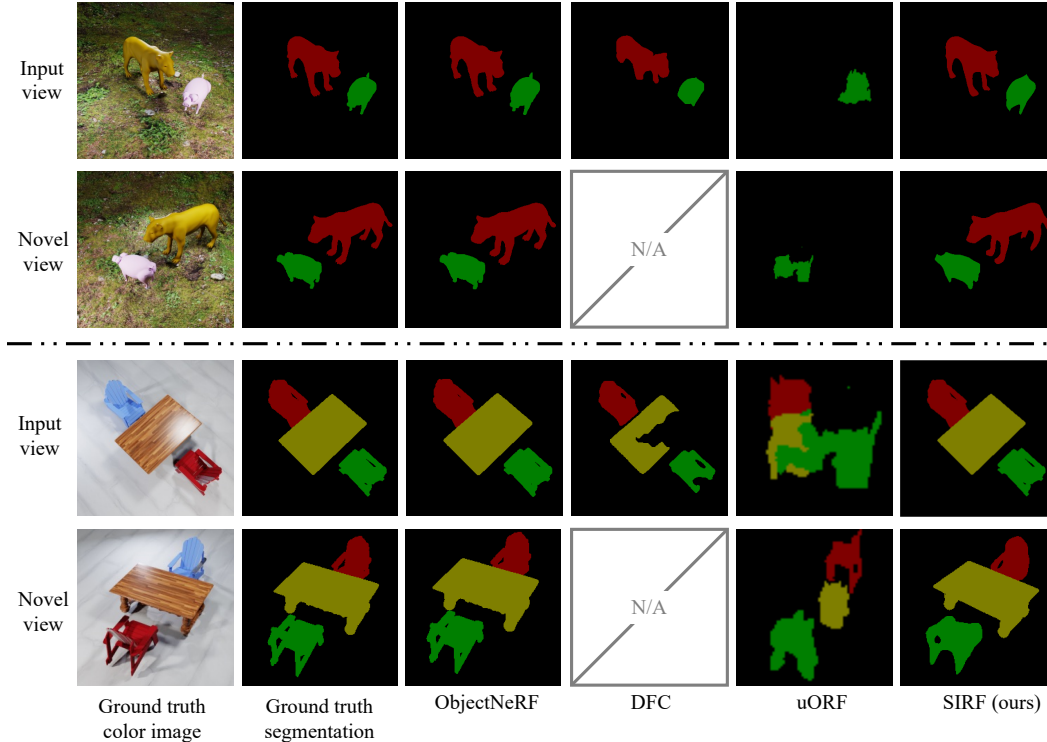 Input
view
Novel
view
N/A
Input
view
Novel
view
N/A
Ground truth
color image
Ground truth
segmentation
ObjectNeRF
DFC
uORF
SIRF (ours)